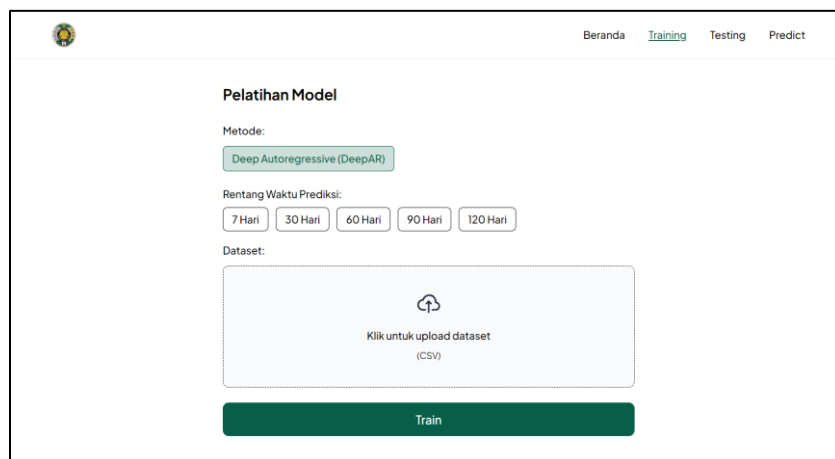 Beranda Training Testing Predict
Pelatihan Model
Metode:
Deep Autoregressive (DeepAR)
Rentang Waktu Prediksi:
7 Hari 30 Hari 60 Hari 90 Hari 120 Hari
Dataset:
Klik untuk upload dataset
(CSV)
Train